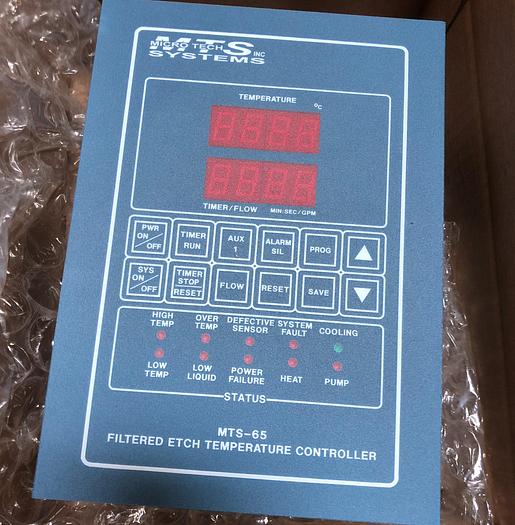 MTS
MICRO TECH INC
SYSTEMS
TEMPERATURE
°C
TIMER/FLOW MIN:SEC/GPM
PWR ON/OFF
TIMER RUN
AUX 1
ALARM SIL
PROG
▲
SYS ON/OFF
TIMER STOP RESET
FLOW
RESET
SAVE
▼
HIGH TEMP
OVER TEMP
DEFECTIVE SENSOR
SYSTEM FAULT
COOLING
LOW TEMP
LOW LIQUID
POWER FAILURE
HEAT
PUMP
STATUS
MTS-65
FILTERED ETCH TEMPERATURE CONTROLLER